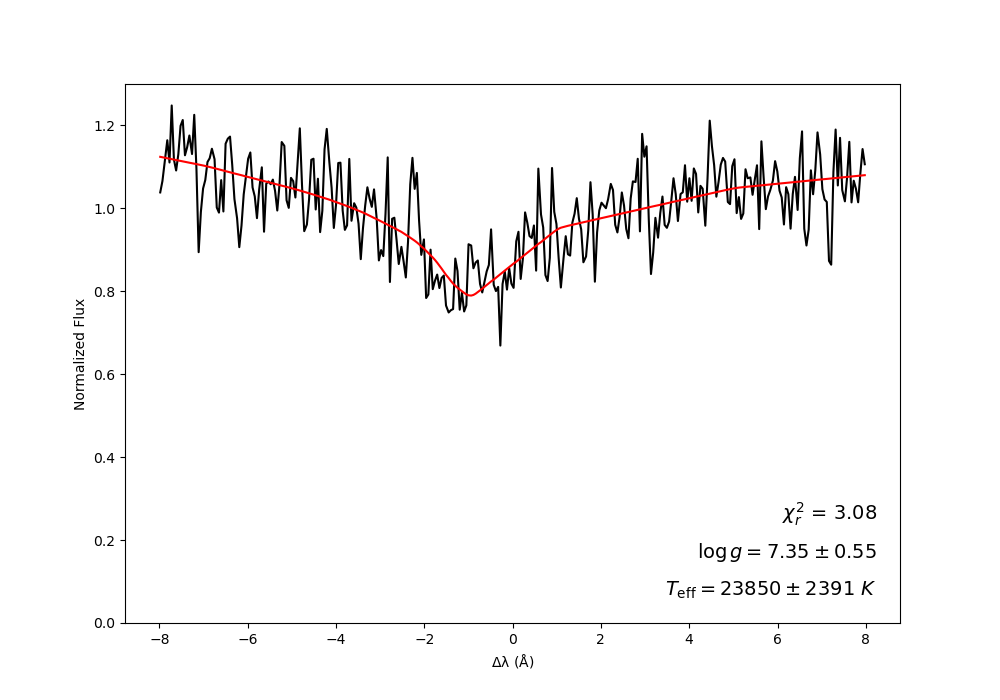 1.2
1.0
0.8
0.6
0.4
0.2
0.0
Normalized Flux
χ²ᵣ = 3.08
log g = 7.35 ± 0.55
T_eff = 23850 ± 2391 K
−8 −6 −4 −2 0 2 4 6 8
Δλ (Å)